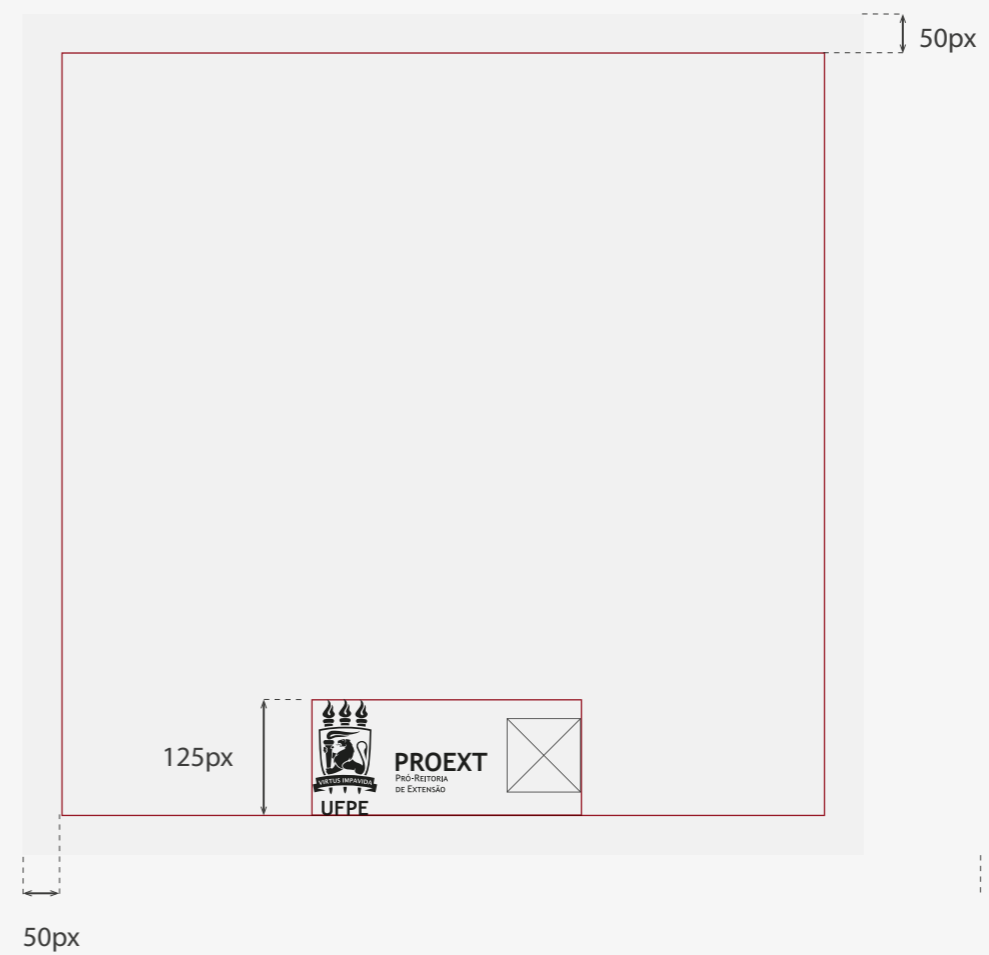 50px
125px
VIRTUS IMPAVIDA
UFPE
PROEXT
PRÓ-REITORIA
DE EXTENSÃO
50px